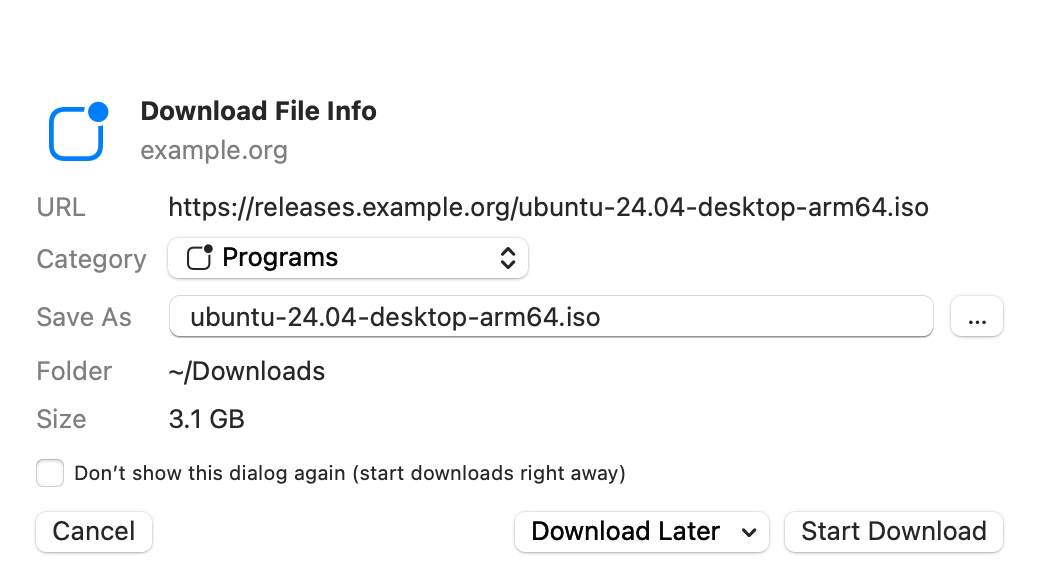 Download File Info
example.org
URL https://releases.example.org/ubuntu-24.04-desktop-arm64.iso
Category Programs
Save As ubuntu-24.04-desktop-arm64.iso ...
Folder ~/Downloads
Size 3.1 GB
Don’t show this dialog again (start downloads right away)
Cancel Download Later Start Download